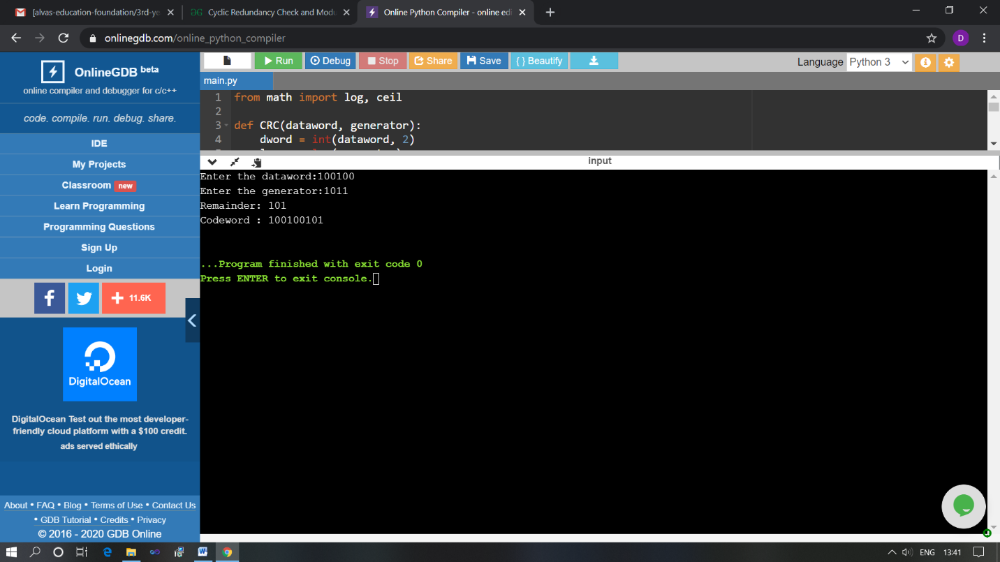 [alvas-education-foundation/3rd-ye
Cyclic Redundancy Check and Modu
Online Python Compiler - online edi
onlinegdb.com/online_python_compiler
D
OnlineGDB beta
online compiler and debugger for c/c++
code. compile. run. debug. share.
IDE
My Projects
Classroom new
Learn Programming
Programming Questions
Sign Up
Login
11.6K
DigitalOcean
DigitalOcean Test out the most developer-
friendly cloud platform with a $100 credit.
ads served ethically
About • FAQ • Blog • Terms of Use • Contact Us
• GDB Tutorial • Credits • Privacy
© 2016 - 2020 GDB Online
Run Debug Stop Share Save { } Beautify
Language Python 3
main.py
1 from math import log, ceil
2
3 def CRC(dataword, generator):
4 dword = int(dataword, 2)
input
Enter the dataword:100100
Enter the generator:1011
Remainder: 101
Codeword : 100100101
...Program finished with exit code 0
Press ENTER to exit console.
ENG 13:41